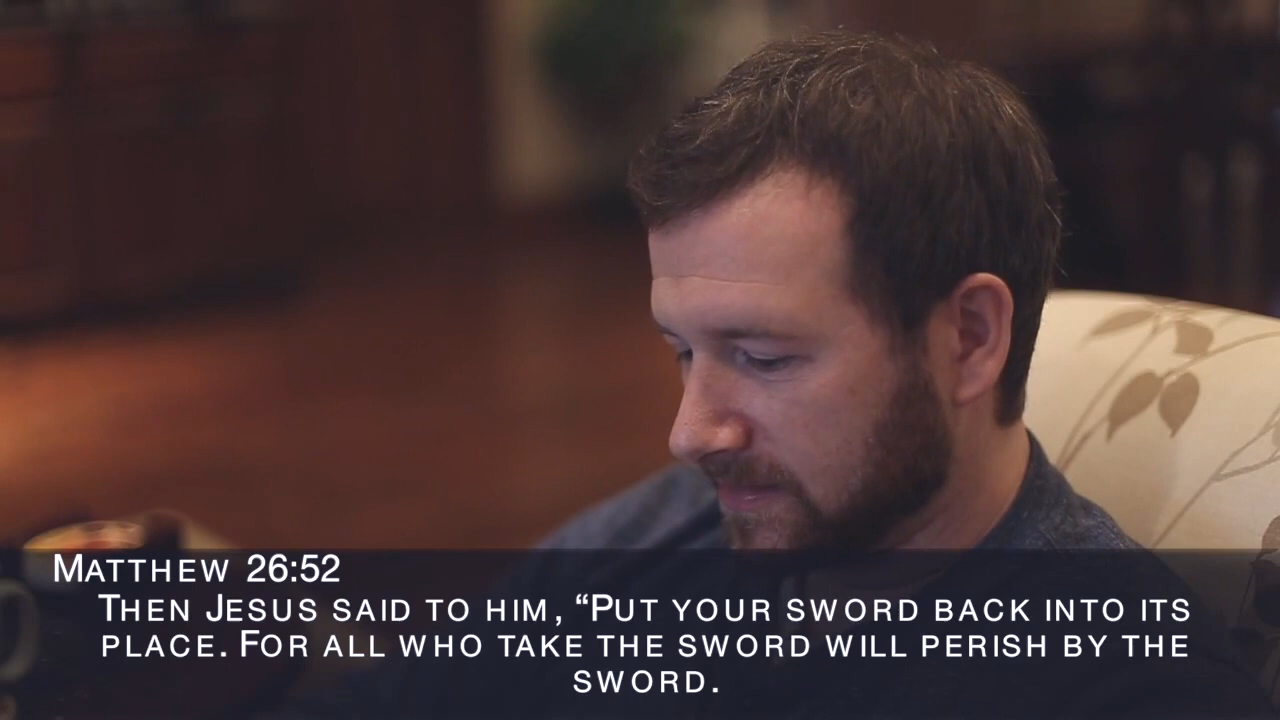 MATTHEW 26:52
THEN JESUS SAID TO HIM, “PUT YOUR SWORD BACK INTO ITS
PLACE. FOR ALL WHO TAKE THE SWORD WILL PERISH BY THE
SWORD.